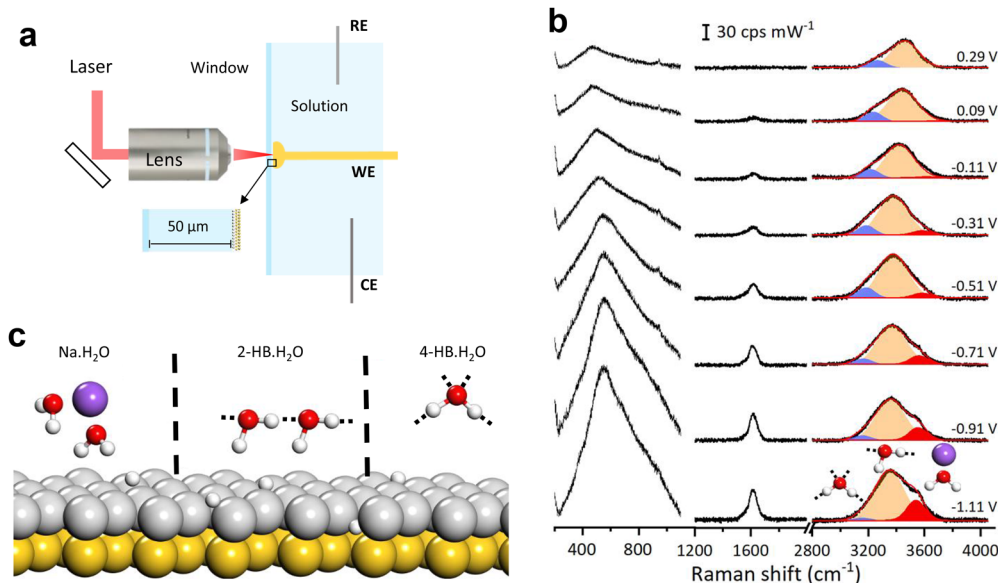 a
RE
Laser
Window
Solution
Lens
WE
50 µm
CE
b
30 cps mW⁻¹
0.29 V
0.09 V
-0.11 V
-0.31 V
-0.51 V
-0.71 V
-0.91 V
-1.11 V
400 800 1200 1600 2800 3200 3600 4000
Raman shift (cm⁻¹)
c
Na.H₂O
2-HB.H₂O
4-HB.H₂O